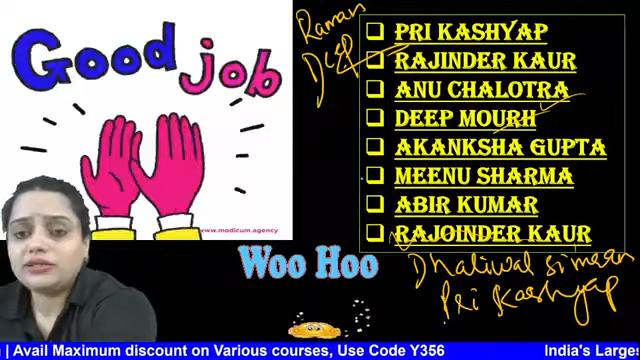 Good job
www.modicum.agency
Raman
Deep
PRI KASHYAP
RAJINDER KAUR
ANU CHALOTRA
DEEP MOURH
AKANKSHA GUPTA
MEENU SHARMA
ABIR KUMAR
RAJOINDER KAUR
Dhaliwal simran
Pri Kashyap
Woo Hoo
| Avail Maximum discount on Various courses, Use Code Y356
India's Large